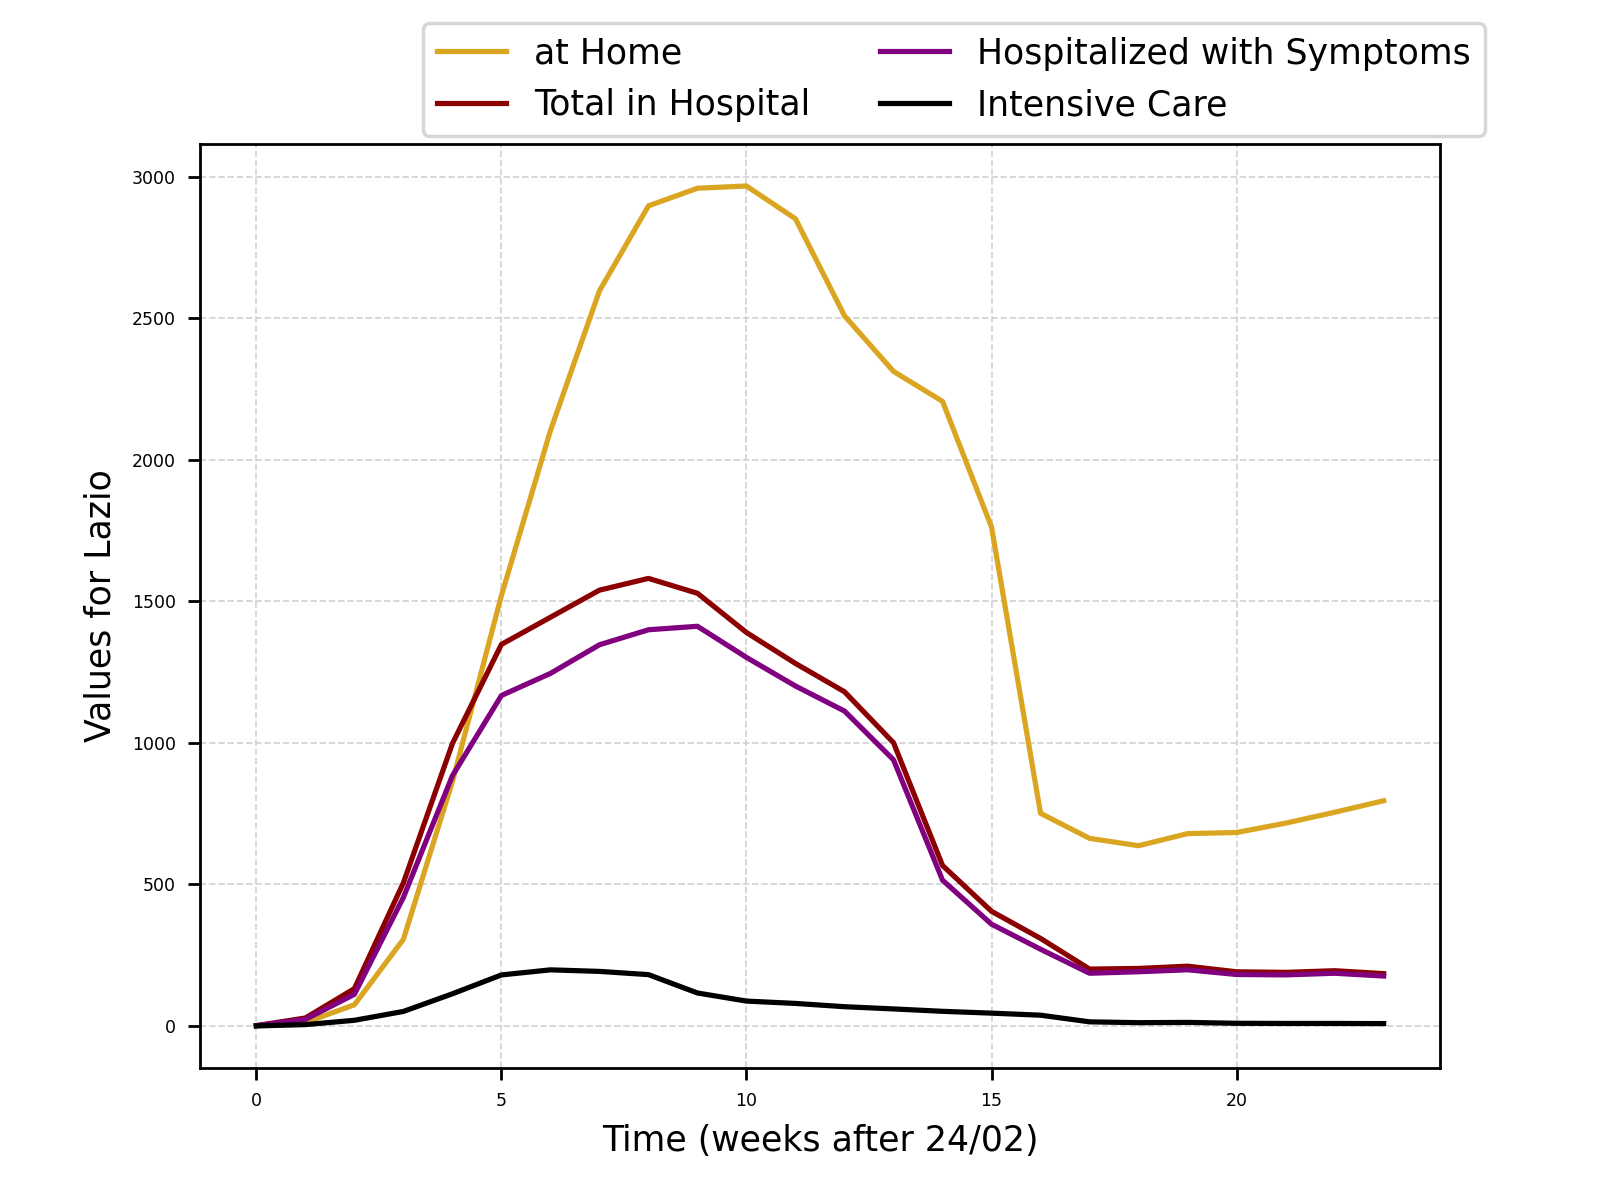 at Home
Total in Hospital
Hospitalized with Symptoms
Intensive Care
3000
2500
2000
1500
1000
500
0
Values for Lazio
0 5 10 15 20
Time (weeks after 24/02)